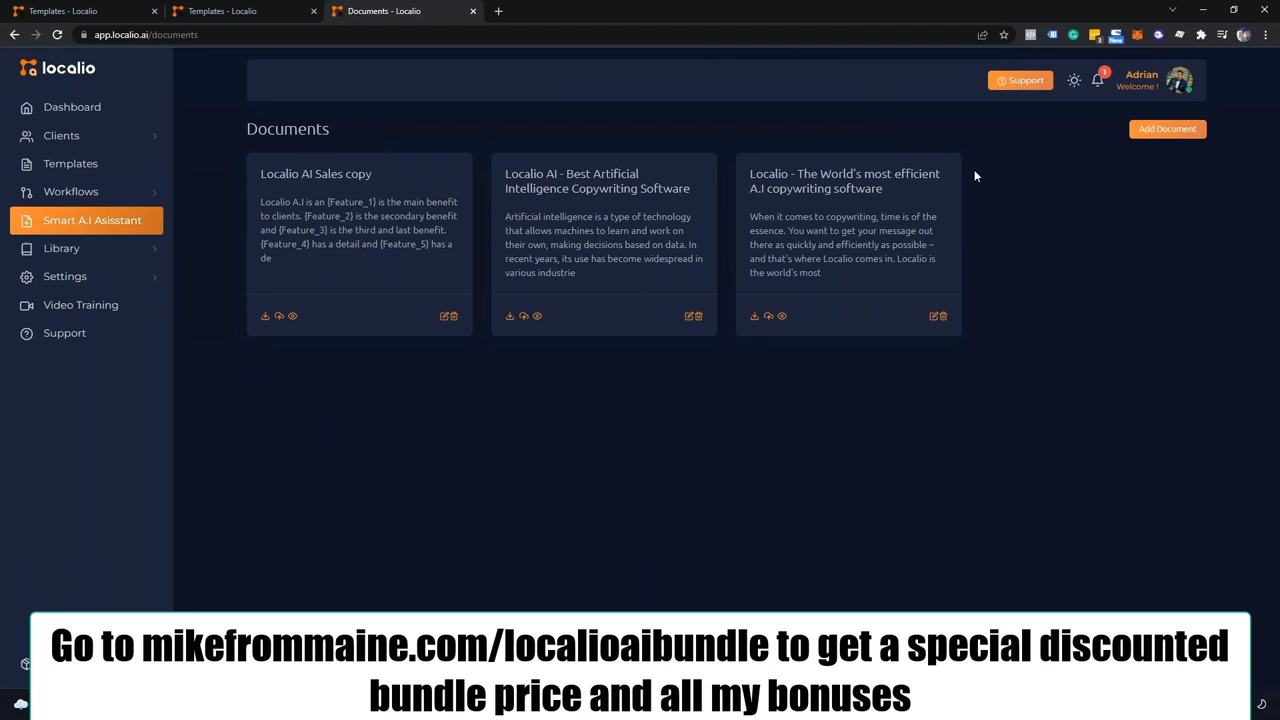 Templates - Localio
Templates - Localio
Documents - Localio
app.localio.ai/documents
3
New
localio
Support
1
Adrian
Welcome !
Dashboard
Clients
Templates
Workflows
Smart A.I Asisstant
Library
Settings
Video Training
Support
Documents
Add Document
Localio AI Sales copy
Localio A.I is an {Feature_1} is the main benefit
to clients. {Feature_2} is the secondary benefit
and {Feature_3} is the third and last benefit.
{Feature_4} has a detail and {Feature_5} has a
de
Localio AI - Best Artificial
Intelligence Copywriting Software
Artificial intelligence is a type of technology
that allows machines to learn and work on
their own, making decisions based on data. In
recent years, its use has become widespread in
various industrie
Localio - The World's most efficient
A.I copywriting software
When it comes to copywriting, time is of the
essence. You want to get your message out
there as quickly and efficiently as possible –
and that's where Localio comes in. Localio is
the world's most
Go to mikefrommaine.com/localioaibundle to get a special discounted
bundle price and all my bonuses